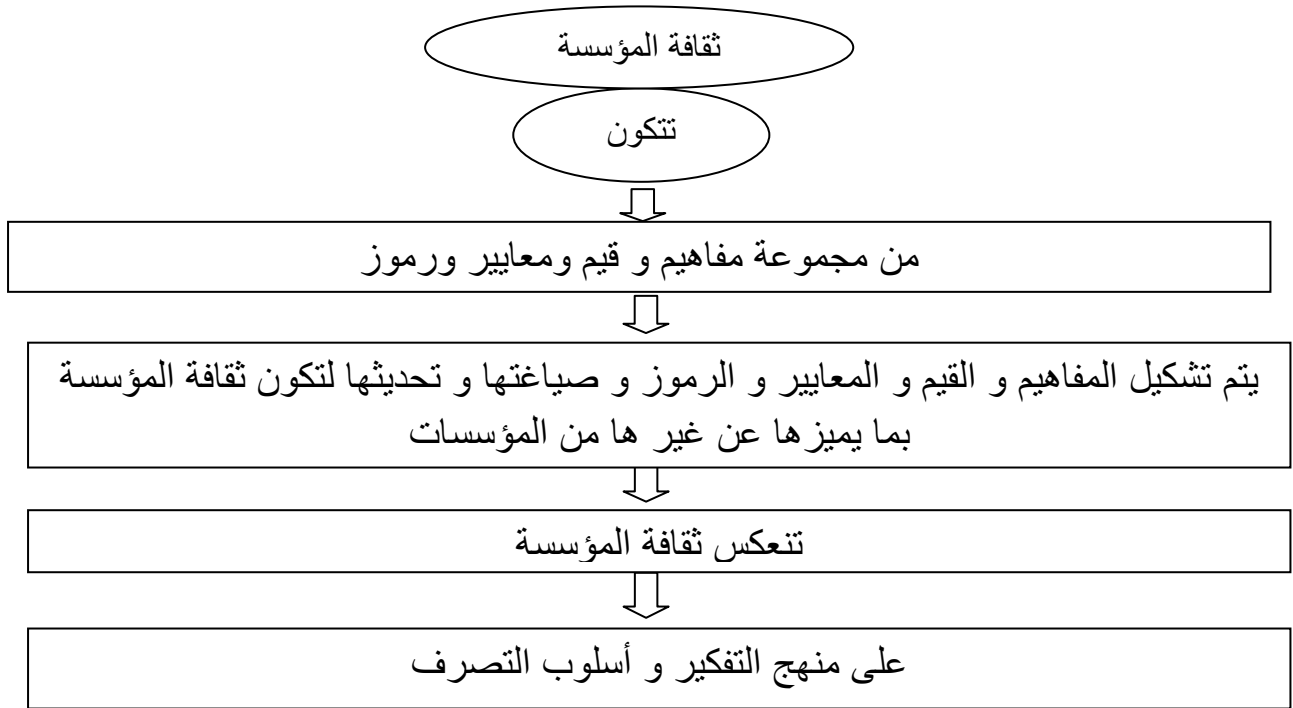 ثقافة المؤسسة
تتكون
من مجموعة مفاهيم و قيم ومعايير ورموز
يتم تشكيل المفاهيم و القيم و المعايير و الرموز و صياغتها و تحديثها لتكون ثقافة المؤسسة
بما يميزها عن غير ها من المؤسسات
تنعكس ثقافة المؤسسة
على منهج التفكير و أسلوب التصرف